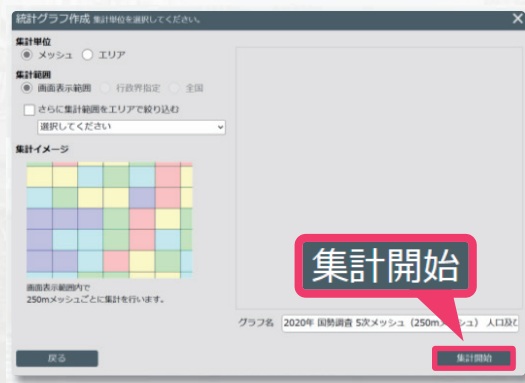 統計グラフ作成 集計単位を選択してください。
集計単位
メッシュ エリア
集計範囲
画面表示範囲 行政界指定 全国
さらに集計範囲をエリアで絞り込む
選択してください
集計イメージ
画面表示範囲内で
250mメッシュごとに集計を行います。
集計開始
グラフ名 2020年 国勢調査 5次メッシュ（250mメッシュ） 人口及び
戻る
集計開始